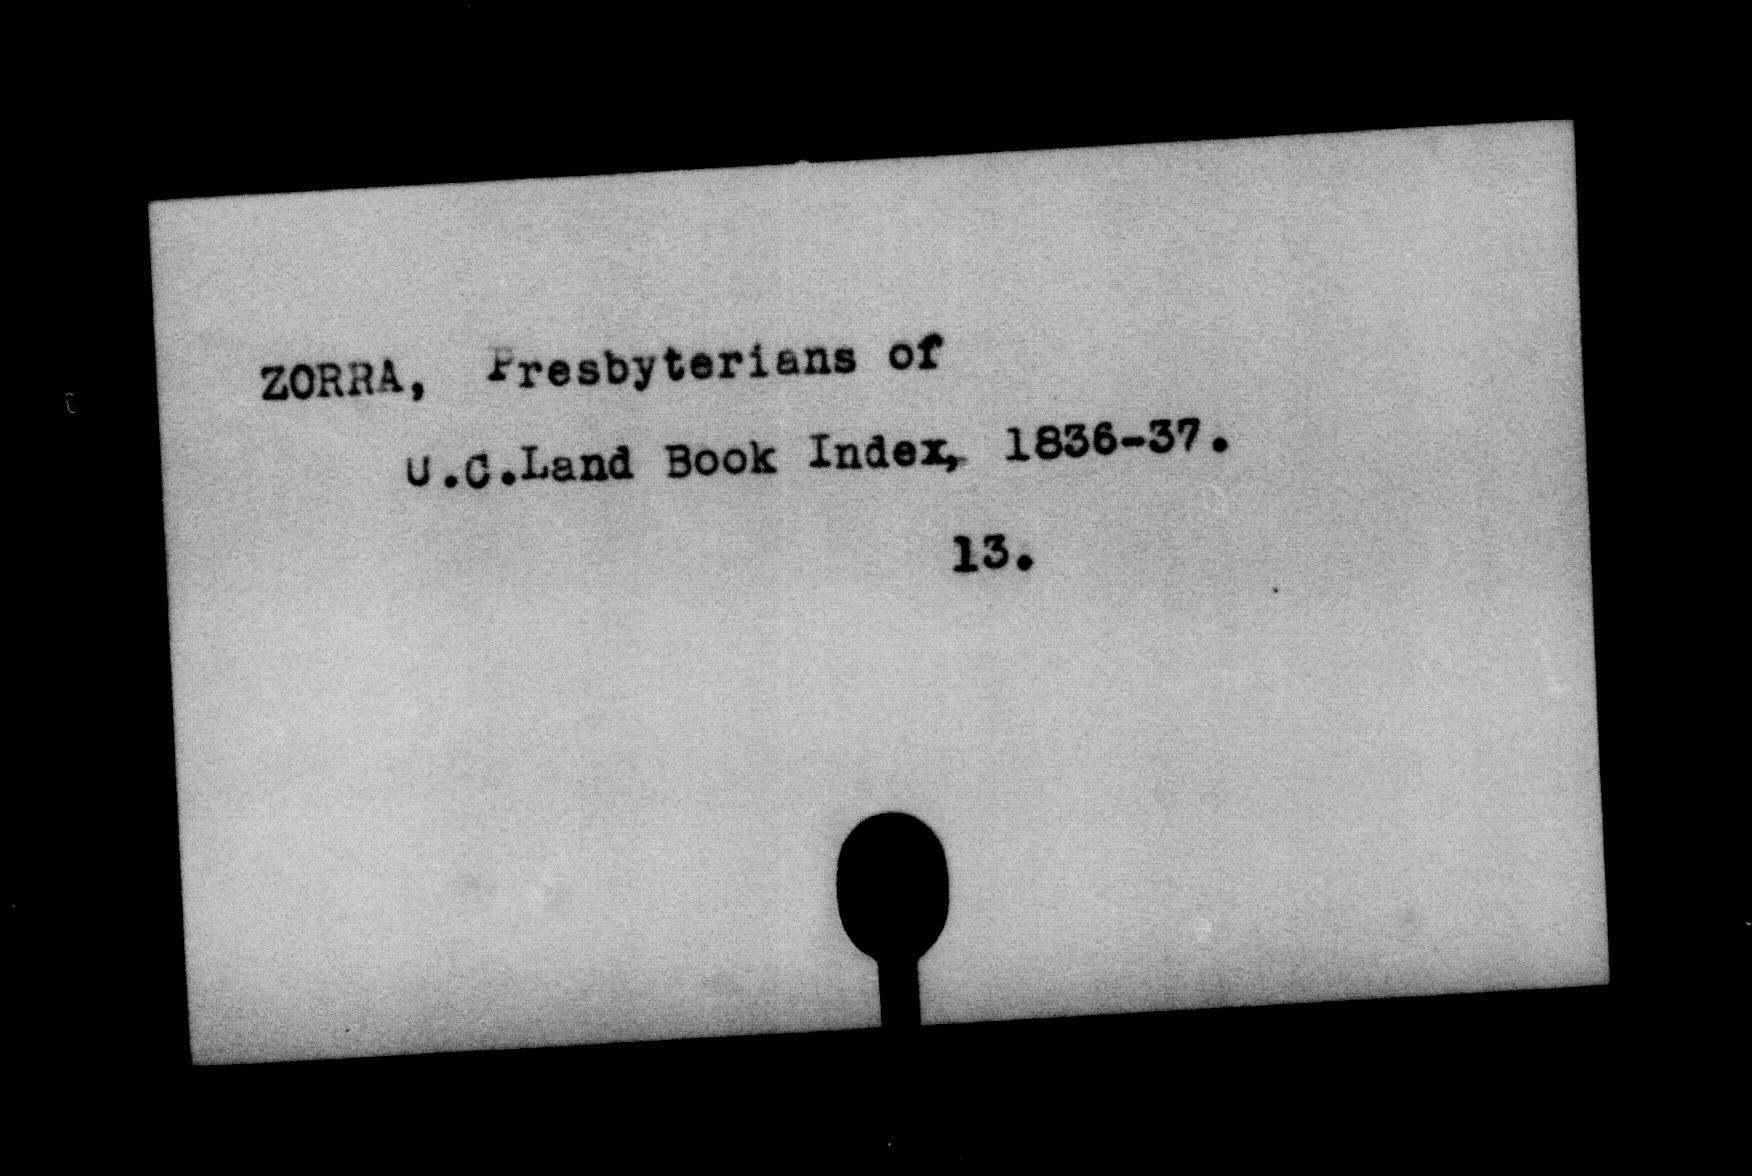 ZORRA, Presbyterians of
U.C.Land Book Index, 1836-37.
13.